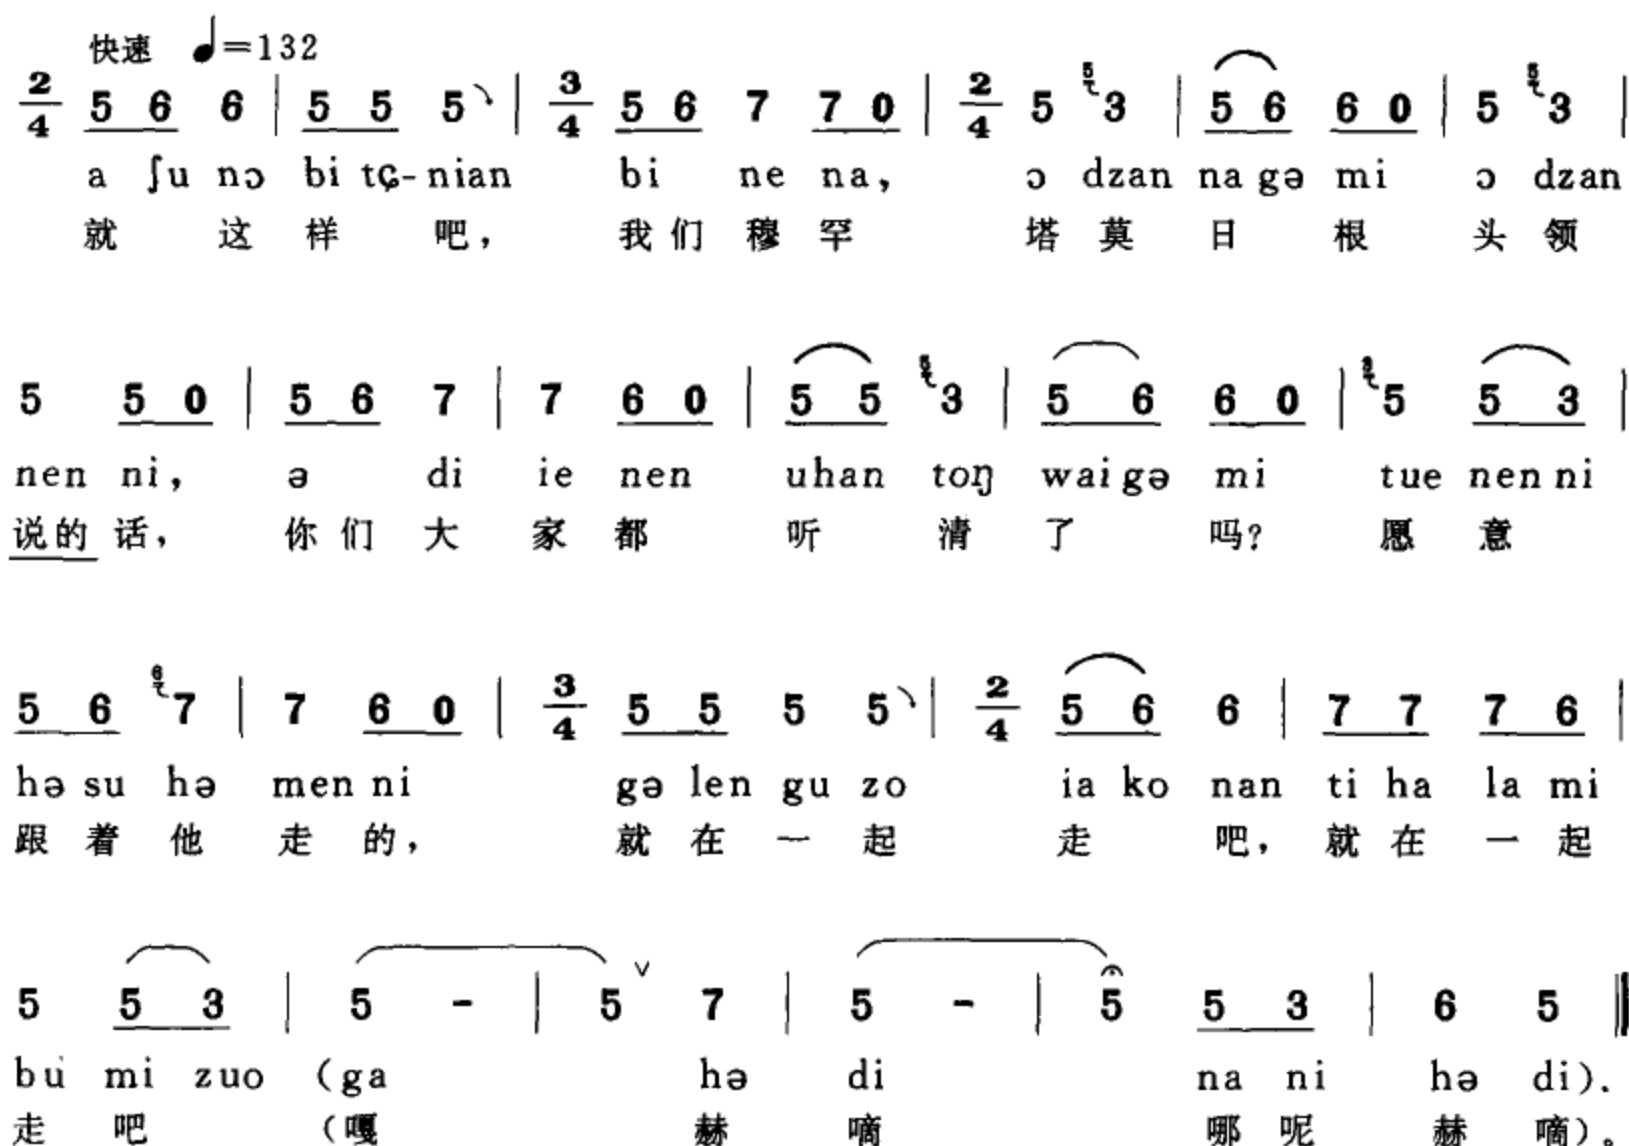 快速 ♩=132
2/4 5 6 6 | 5 5 5 | 3/4 5 6 7 7 0 | 2/4 5 5 3 | 5 6 6 0 | 5 5 3 |
a ʃu nɔ bi tɕ-nian bi ne na, ɔ dzan na gə mi ɔ dzan
就 这 样 吧， 我 们 穆 罕 塔 莫 日 根 头 领
5 5 0 | 5 6 7 | 7 6 0 | 5 5 5 3 | 5 6 6 0 | 3 5 5 3 |
nen ni, ə di ie nen uhan toŋ wai gə mi tue nen ni
说 的 话， 你 们 大 家 都 听 清 了 吗？ 愿 意
5 6 6 7 | 7 6 0 | 3/4 5 5 5 5 | 2/4 5 6 6 | 7 7 7 6 |
hə su hə men ni gə len gu zo ia ko nan ti ha la mi
跟 着 他 走 的， 就 在 一 起 走 吧， 就 在 一 起
5 5 3 | 5 - | 5 ∨ 7 | 5 - | 5 5 3 | 6 5 ‖
bu mi zuo (ga hə di na ni hə di).
走 吧 （嘎 赫 嘀 哪 呢 赫 嘀）。